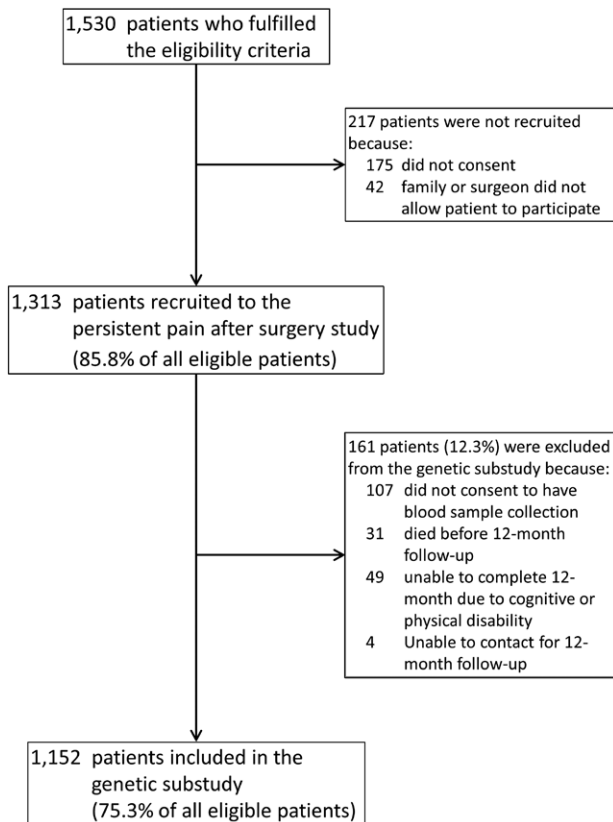 1,530 patients who fulfilled
the eligibility criteria
217 patients were not recruited
because:
175 did not consent
42 family or surgeon did not
allow patient to participate
1,313 patients recruited to the
persistent pain after surgery study
(85.8% of all eligible patients)
161 patients (12.3%) were excluded
from the genetic substudy because:
107 did not consent to have
blood sample collection
31 died before 12-month
follow-up
49 unable to complete 12-
month due to cognitive or
physical disability
4 Unable to contact for 12-
month follow-up
1,152 patients included in the
genetic substudy
(75.3% of all eligible patients)